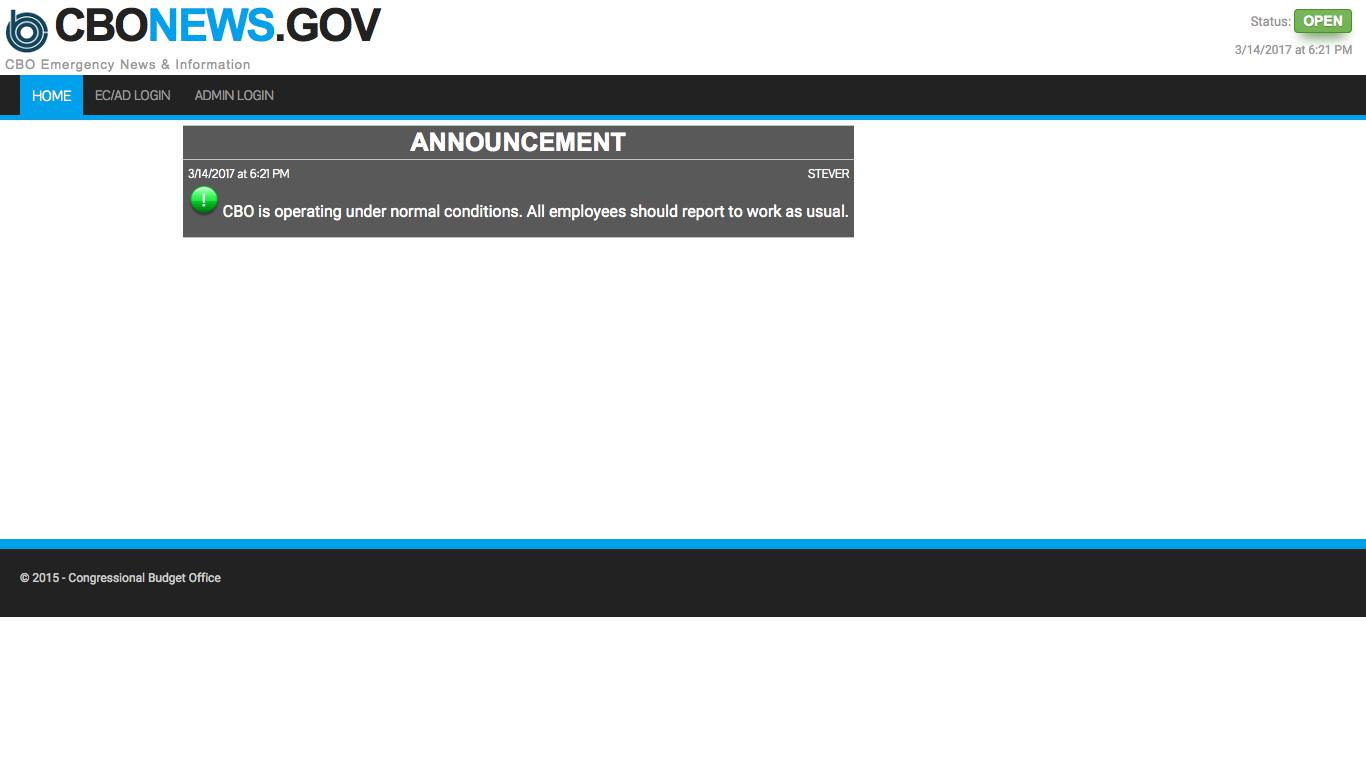 CBONEWS.GOV
CBO Emergency News & Information
Status: OPEN
3/14/2017 at 6:21 PM
HOME EC/AD LOGIN ADMIN LOGIN
ANNOUNCEMENT
3/14/2017 at 6:21 PM STEVER
! CBO is operating under normal conditions. All employees should report to work as usual.
© 2015 - Congressional Budget Office